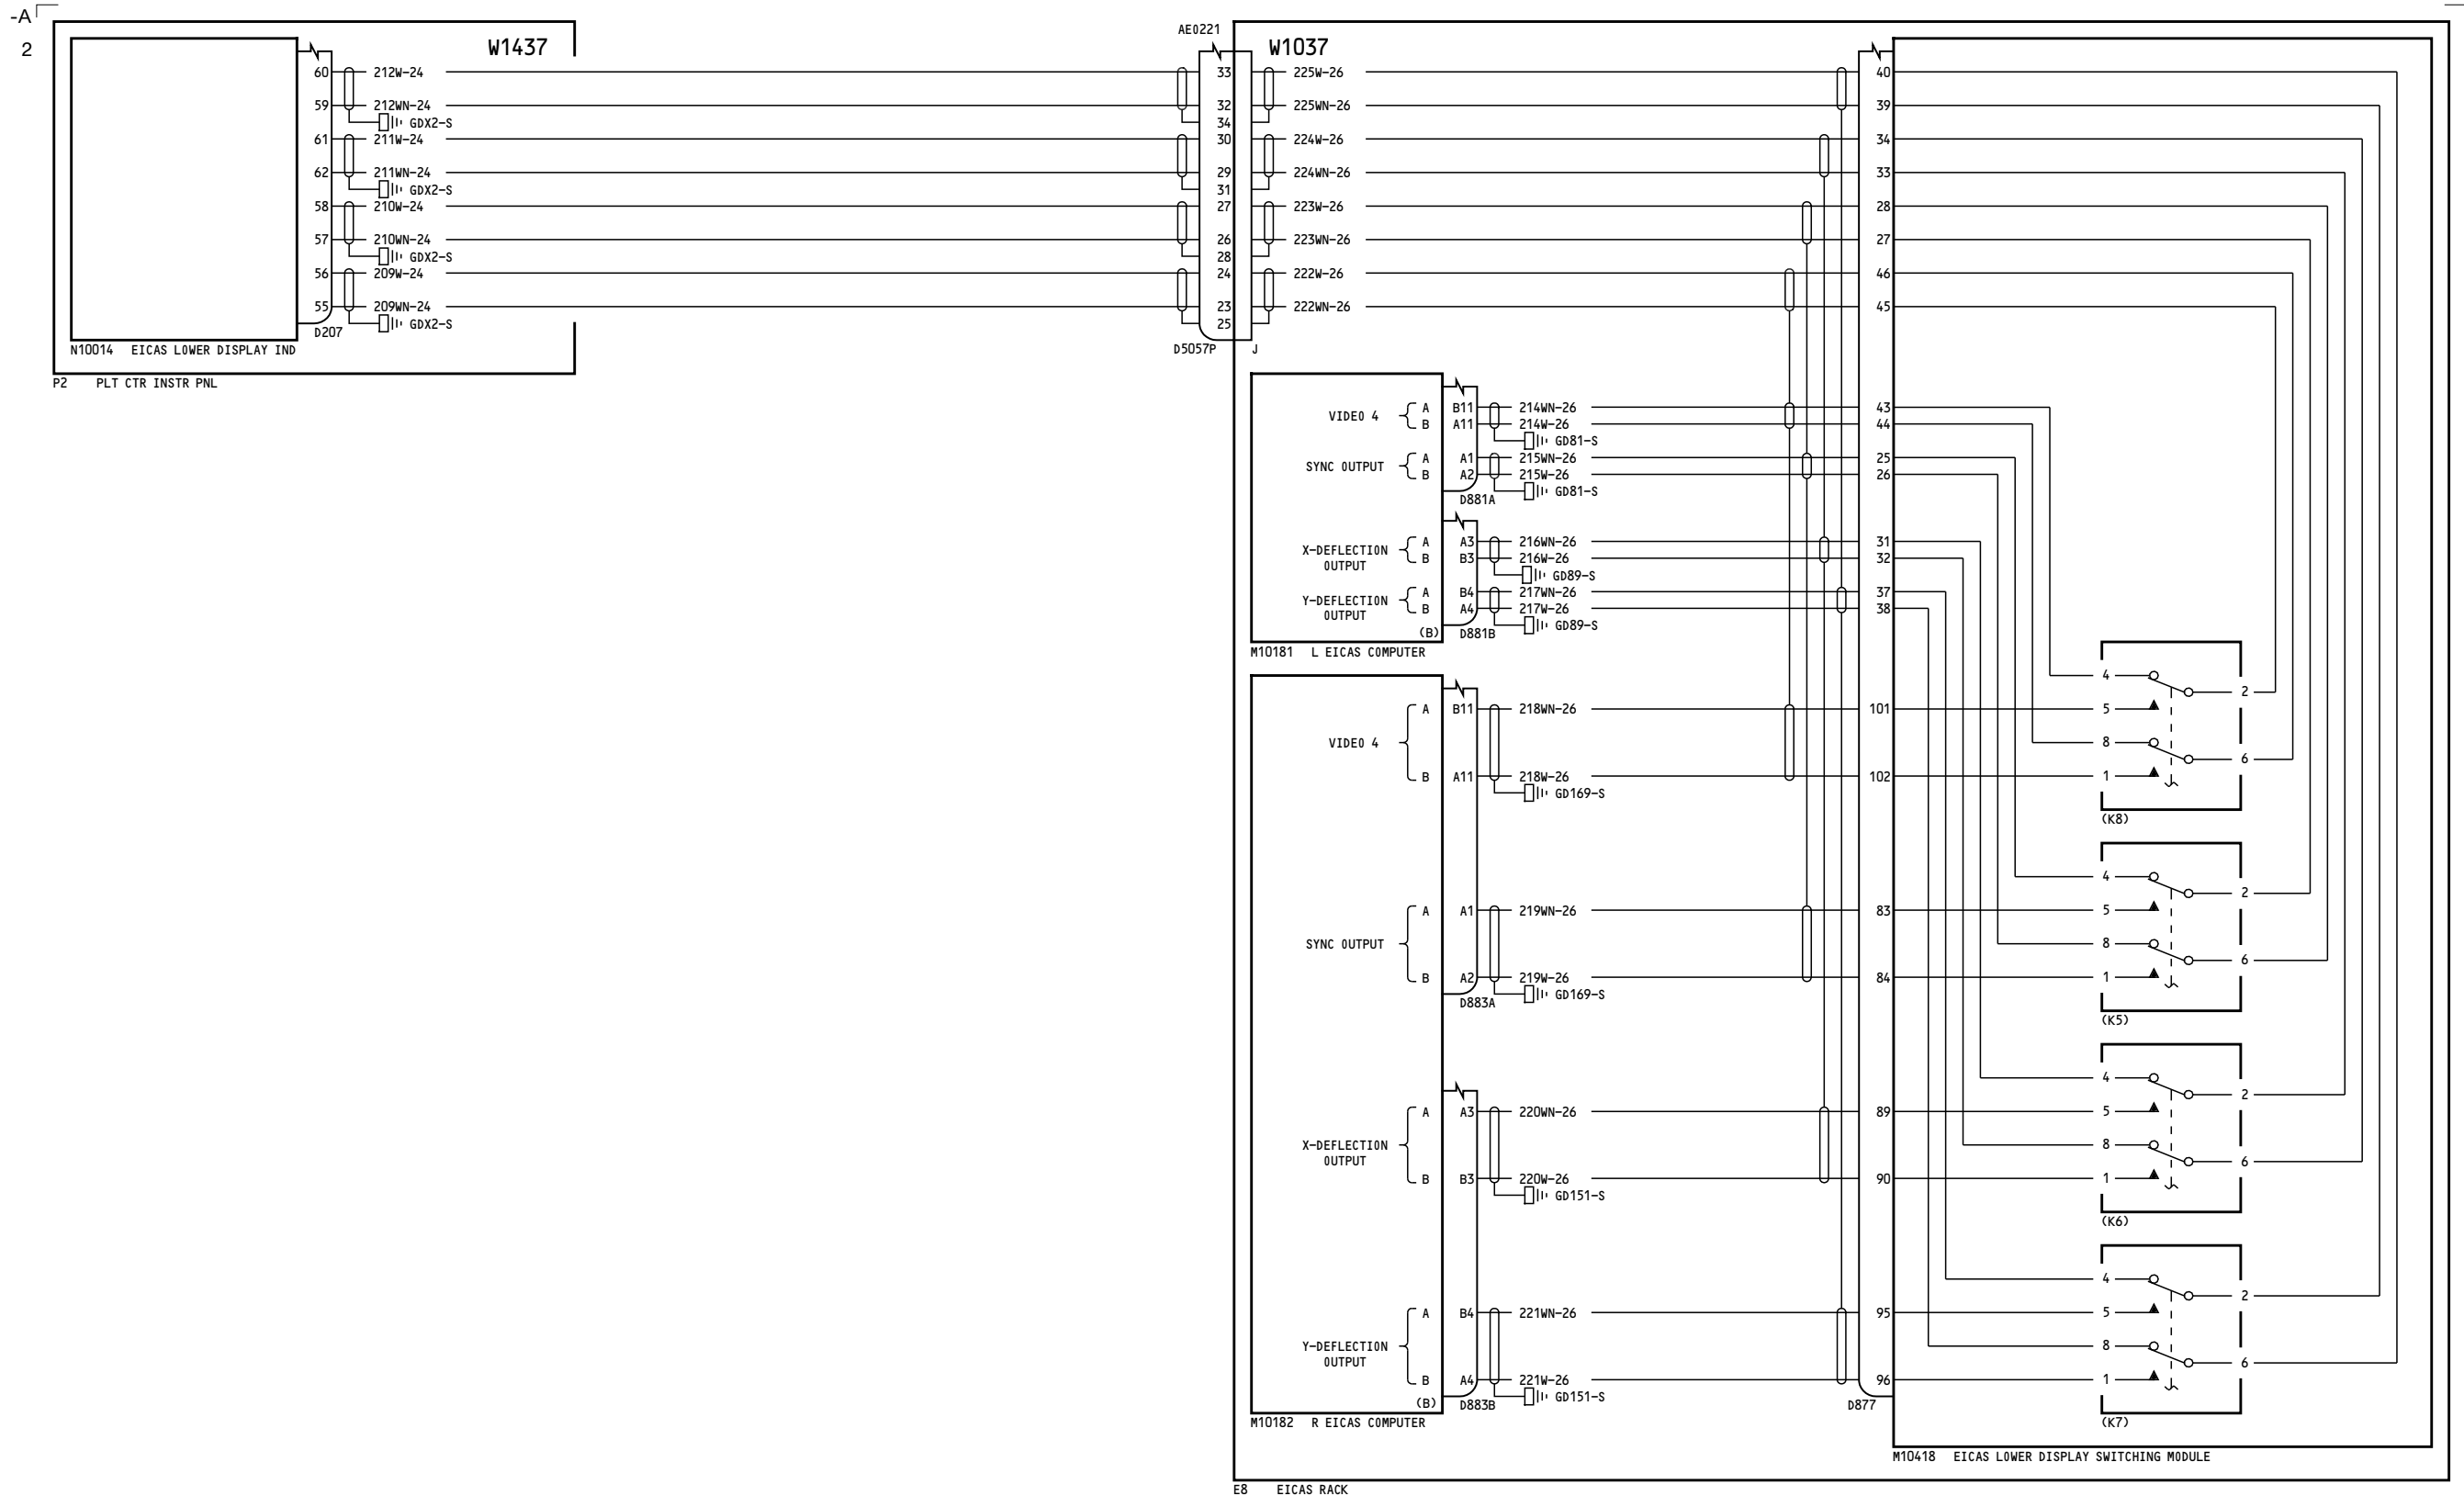 -A
2
W1437
60 212W-24
59 212WN-24
GDX2-S
61 211W-24
62 211WN-24
GDX2-S
58 210W-24
57 210WN-24
GDX2-S
56 209W-24
55 209WN-24
GDX2-S
D207
N10014 EICAS LOWER DISPLAY IND
P2 PLT CTR INSTR PNL
AE0221
W1037
33 225W-26 40
32 225WN-26 39
34
30 224W-26 34
29 224WN-26 33
31
27 223W-26 28
26 223WN-26 27
28
24 222W-26 46
23 222WN-26 45
25
D5057P J
VIDEO 4
A B11 214WN-26 43
B A11 214W-26 44
GD81-S
SYNC OUTPUT
A A1 215WN-26 25
B A2 215W-26 26
GD81-S
D881A
X-DEFLECTION
OUTPUT
A A3 216WN-26 31
B B3 216W-26 32
GD89-S
Y-DEFLECTION
OUTPUT
A B4 217WN-26 37
B A4 217W-26 38
GD89-S
(B) D881B
M10181 L EICAS COMPUTER
VIDEO 4
A B11 218WN-26 101
B A11 218W-26 102
GD169-S
SYNC OUTPUT
A A1 219WN-26 83
B A2 219W-26 84
GD169-S
D883A
X-DEFLECTION
OUTPUT
A A3 220WN-26 89
B B3 220W-26 90
GD151-S
Y-DEFLECTION
OUTPUT
A B4 221WN-26 95
B A4 221W-26 96
GD151-S
(B) D883B
D877
M10182 R EICAS COMPUTER
4 2
5
8 6
1
(K8)
4 2
5
8 6
1
(K5)
4 2
5
8 6
1
(K6)
4 2
5
8 6
1
(K7)
M10418 EICAS LOWER DISPLAY SWITCHING MODULE
E8 EICAS RACK